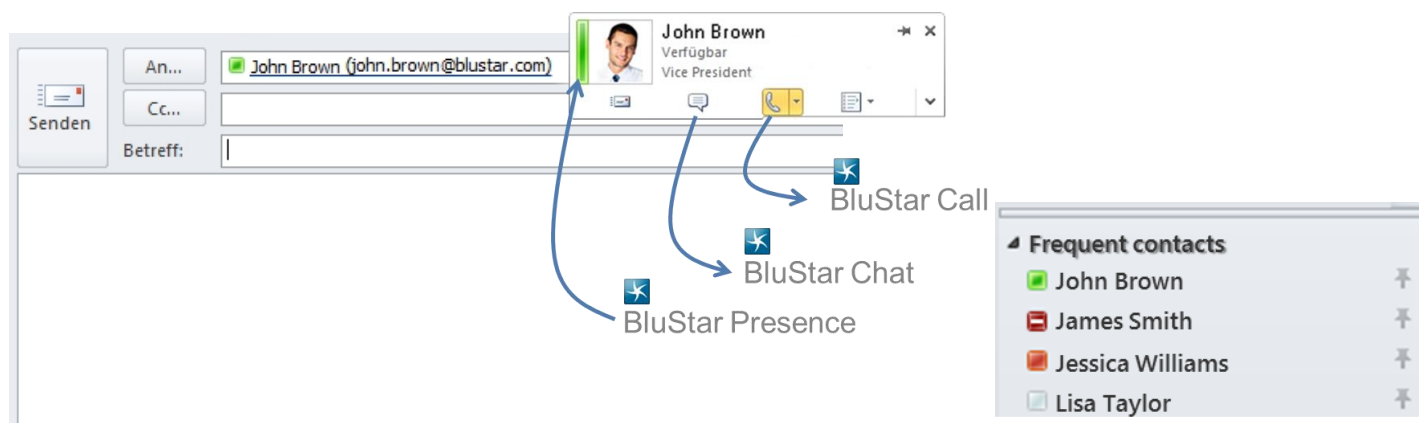 John Brown
Verfügbar
Vice President
Senden
An...
John Brown (john.brown@blustar.com)
Cc...
Betreff:
BluStar Call
BluStar Chat
BluStar Presence
Frequent contacts
John Brown
James Smith
Jessica Williams
Lisa Taylor